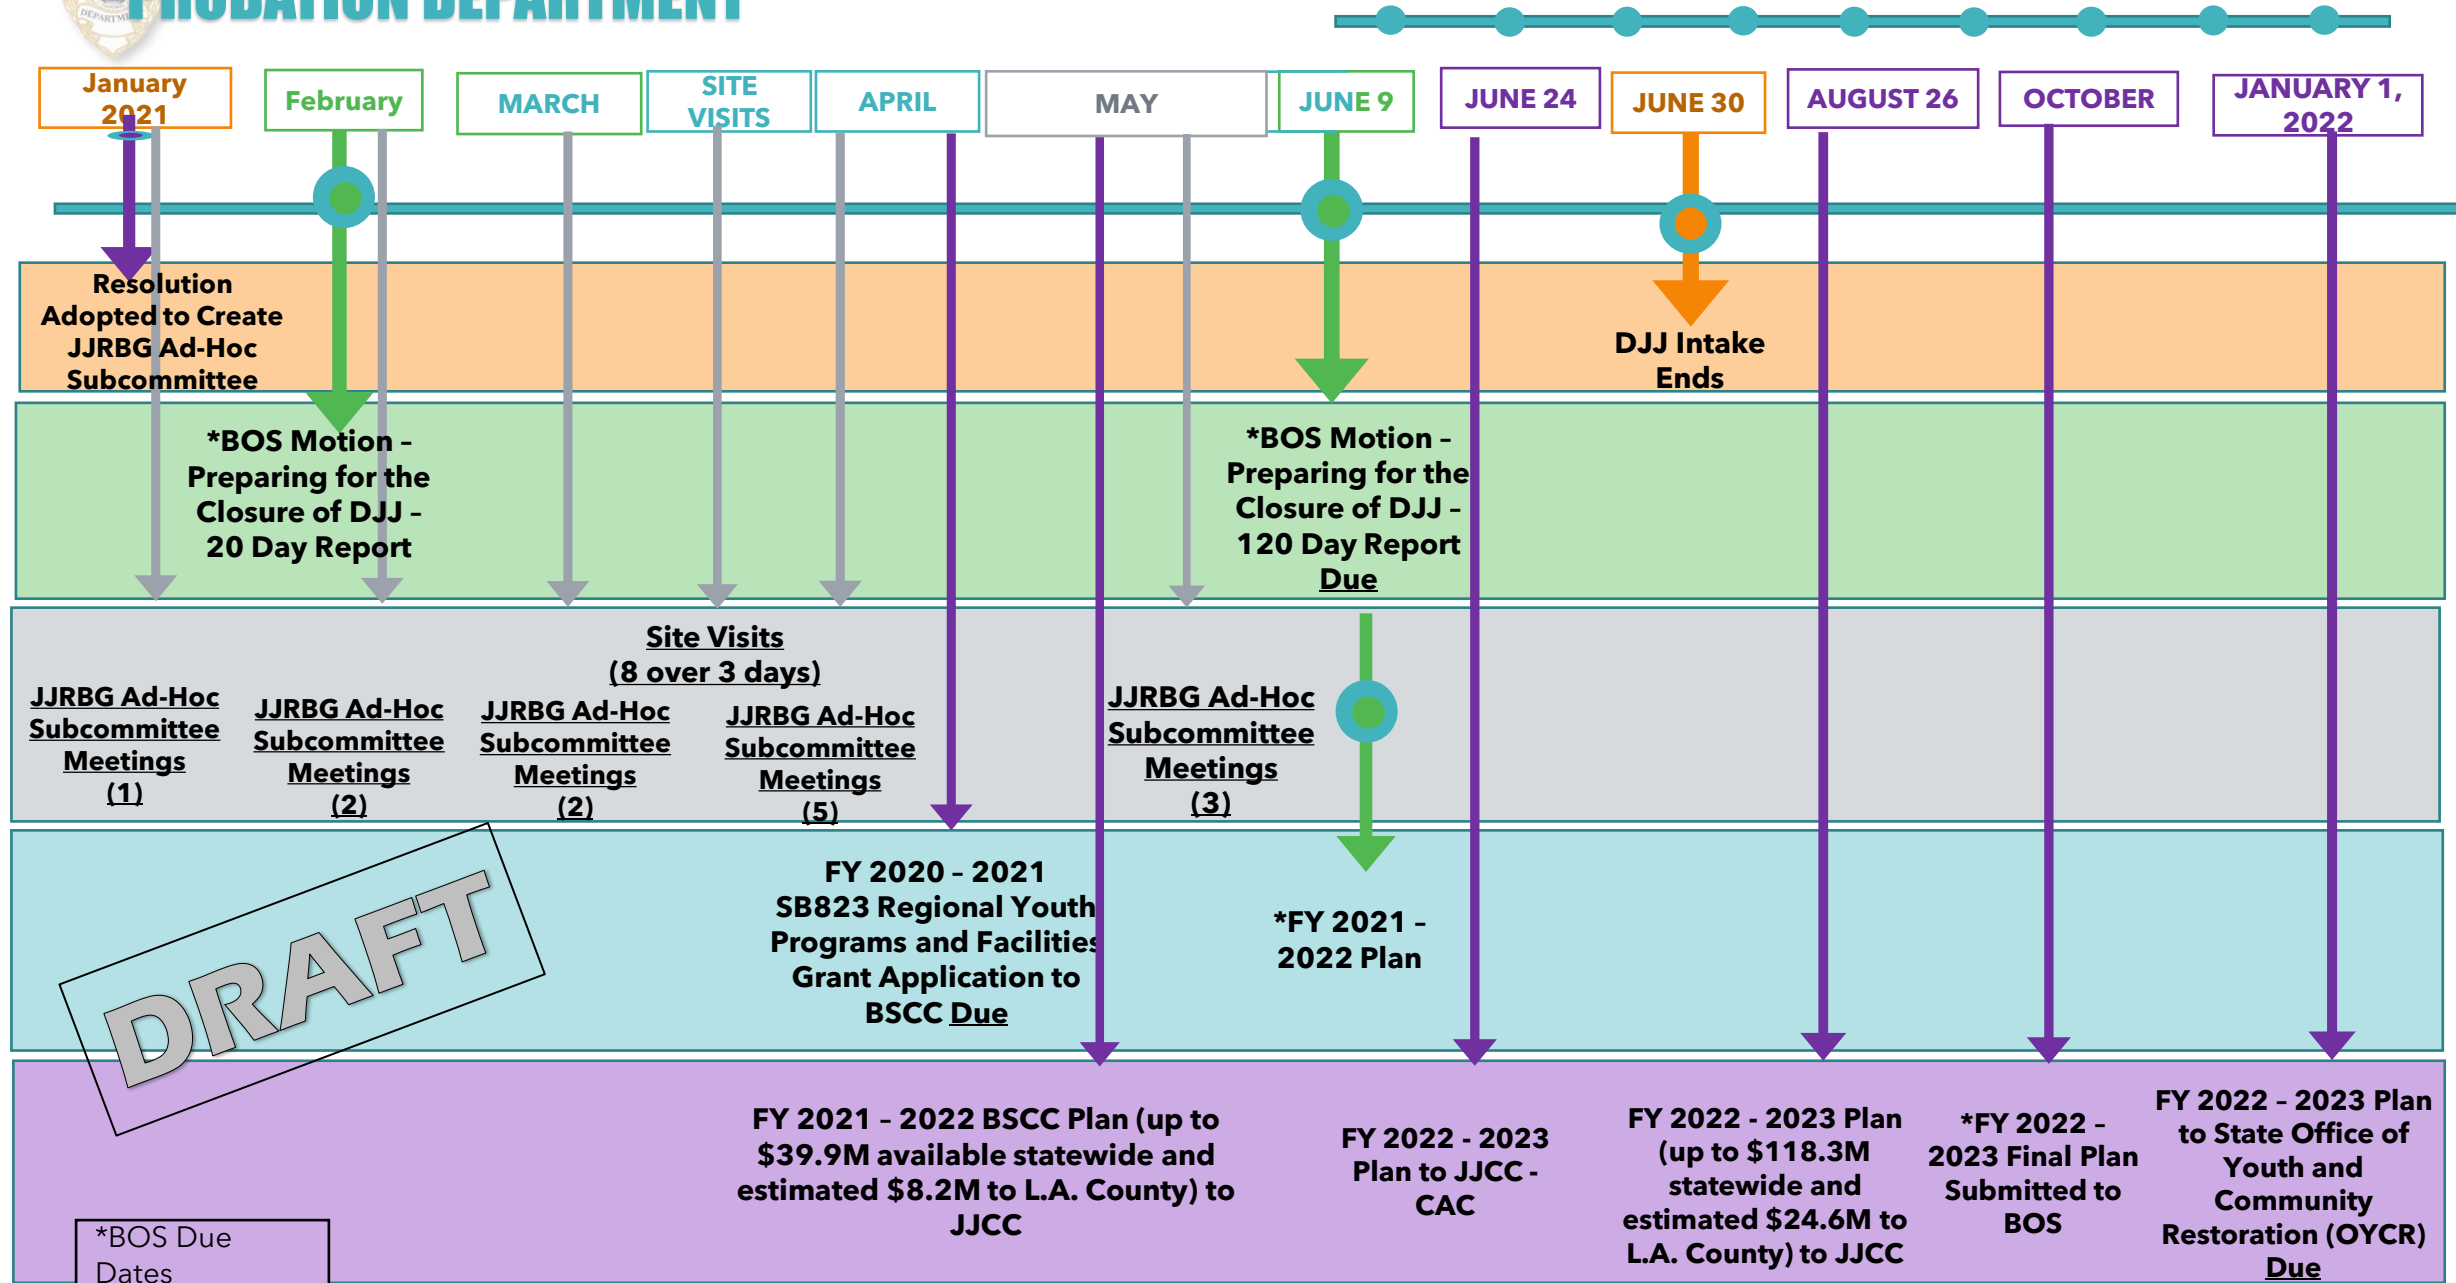 PROBATION DEPARTMENT
January
2021
February
MARCH
SITE
VISITS
APRIL
MAY
JUNE 9
JUNE 24
JUNE 30
AUGUST 26
OCTOBER
JANUARY 1,
2022
Resolution
Adopted to Create
JJRBG Ad-Hoc
Subcommittee
DJJ Intake
Ends
*BOS Motion –
Preparing for the
Closure of DJJ –
20 Day Report
*BOS Motion –
Preparing for the
Closure of DJJ –
120 Day Report
Due
Site Visits
(8 over 3 days)
JJRBG Ad-Hoc
Subcommittee
Meetings
(1)
JJRBG Ad-Hoc
Subcommittee
Meetings
(2)
JJRBG Ad-Hoc
Subcommittee
Meetings
(2)
JJRBG Ad-Hoc
Subcommittee
Meetings
(5)
JJRBG Ad-Hoc
Subcommittee
Meetings
(3)
FY 2020 – 2021
SB823 Regional Youth
Programs and Facilities
Grant Application to
BSCC Due
*FY 2021 –
2022 Plan
DRAFT
FY 2021 – 2022 BSCC Plan (up to
$39.9M available statewide and
estimated $8.2M to L.A. County) to
JJCC
FY 2022 - 2023
Plan to JJCC -
CAC
FY 2022 - 2023 Plan
(up to $118.3M
statewide and
estimated $24.6M to
L.A. County) to JJCC
*FY 2022 –
2023 Final Plan
Submitted to
BOS
FY 2022 – 2023 Plan
to State Office of
Youth and
Community
Restoration (OYCR)
Due
*BOS Due
Dates